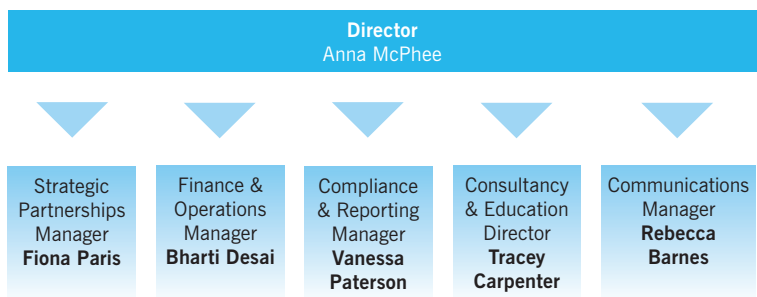 Director
Anna McPhee
Strategic
Partnerships
Manager
Fiona Paris
Finance &
Operations
Manager
Bharti Desai
Compliance
& Reporting
Manager
Vanessa
Paterson
Consultancy
& Education
Director
Tracey
Carpenter
Communications
Manager
Rebecca
Barnes